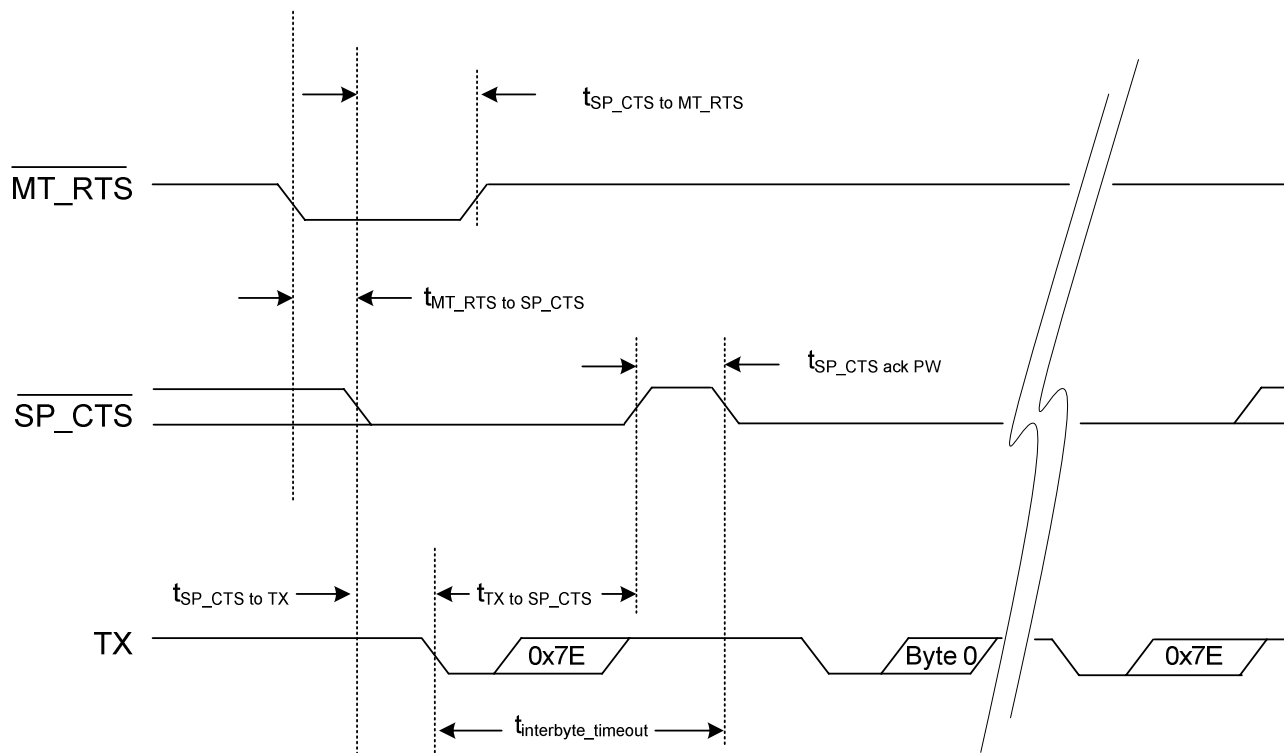 tSP_CTS to MT_RTS
MT_RTS
tMT_RTS to SP_CTS
tSP_CTS ack PW
SP_CTS
tSP_CTS to TX
tTX to SP_CTS
TX
0x7E
Byte 0
0x7E
tinterbyte_timeout